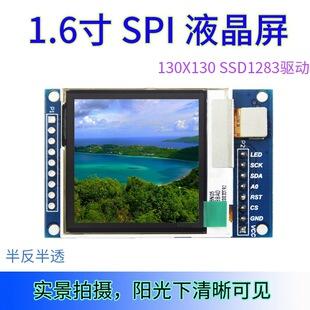 1.6寸 SPI 液晶屏
130X130 SSD1283驱动
P1
LED
SCK
SDA
A0
RST
CS
GND
VCC
半反半透
实景拍摄，阳光下清晰可见